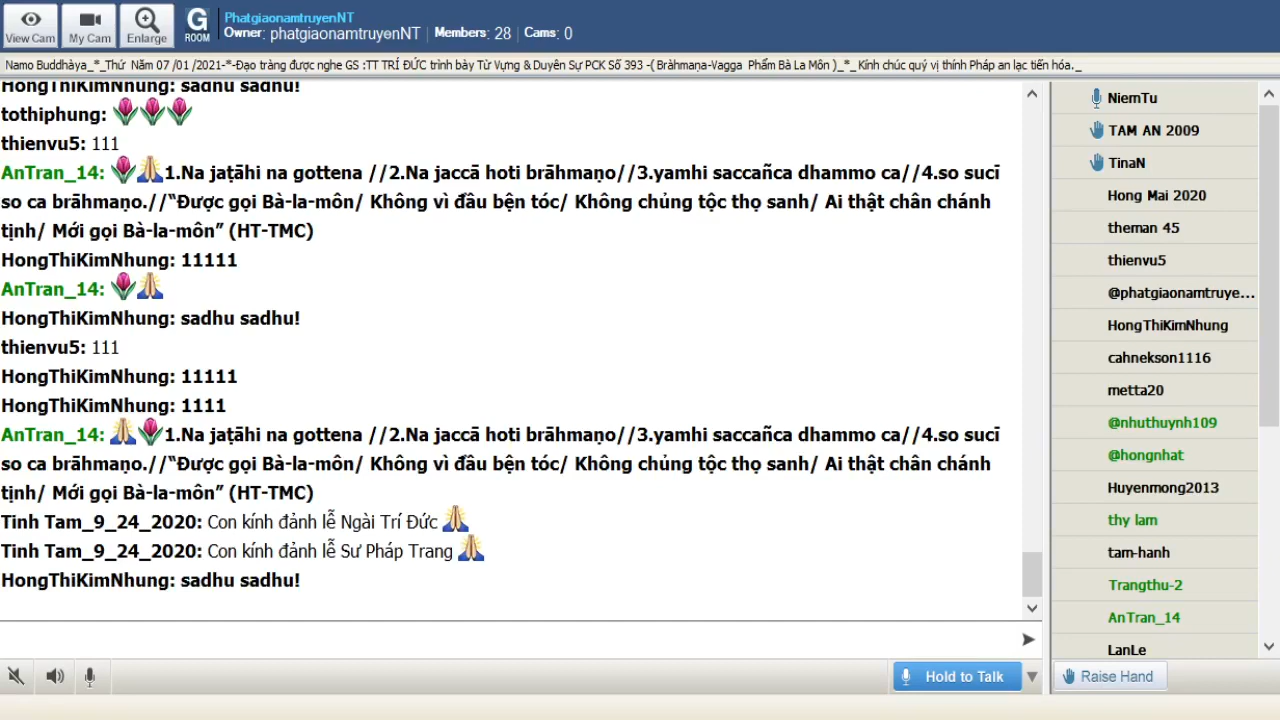 View Cam
My Cam
Enlarge
G
ROOM
PhatgiaonamtruyenNT
Owner: phatgiaonamtruyenNT | Members: 28 | Cams: 0
Namo Buddhàya_*_Thứ Năm 07 /01 /2021-*-Đạo tràng được nghe GS :TT TRÍ ĐỨC trình bày Từ Vựng & Duyên Sự PCK Số 393 -( Bràhmaṇa-Vagga Phẩm Bà La Môn )_*_ Kính chúc quý vị thính Pháp an lạc tiến hóa._
HongThiKimNhung: sadhu sadhu!
tothiphung:
thienvu5: 111
AnTran_14: 1.Na jaṭāhi na gottena //2.Na jaccā hoti brāhmaṇo//3.yamhi saccañca dhammo ca//4.so sucī
so ca brāhmaṇo.//“Được gọi Bà-la-môn/ Không vì đầu bện tóc/ Không chủng tộc thọ sanh/ Ai thật chân chánh
tịnh/ Mới gọi Bà-la-môn” (HT-TMC)
HongThiKimNhung: 11111
AnTran_14:
HongThiKimNhung: sadhu sadhu!
thienvu5: 111
HongThiKimNhung: 11111
HongThiKimNhung: 1111
AnTran_14: 1.Na jaṭāhi na gottena //2.Na jaccā hoti brāhmaṇo//3.yamhi saccañca dhammo ca//4.so sucī
so ca brāhmaṇo.//“Được gọi Bà-la-môn/ Không vì đầu bện tóc/ Không chủng tộc thọ sanh/ Ai thật chân chánh
tịnh/ Mới gọi Bà-la-môn” (HT-TMC)
Tinh Tam_9_24_2020: Con kính đảnh lễ Ngài Trí Đức
Tinh Tam_9_24_2020: Con kính đảnh lễ Sư Pháp Trang
HongThiKimNhung: sadhu sadhu!
NiemTu
TAM AN 2009
TinaN
Hong Mai 2020
theman 45
thienvu5
@phatgiaonamtruye...
HongThiKimNhung
cahnekson1116
metta20
@nhuthuynh109
@hongnhat
Huyenmong2013
thy lam
tam-hanh
Trangthu-2
AnTran_14
LanLe
Hold to Talk
Raise Hand